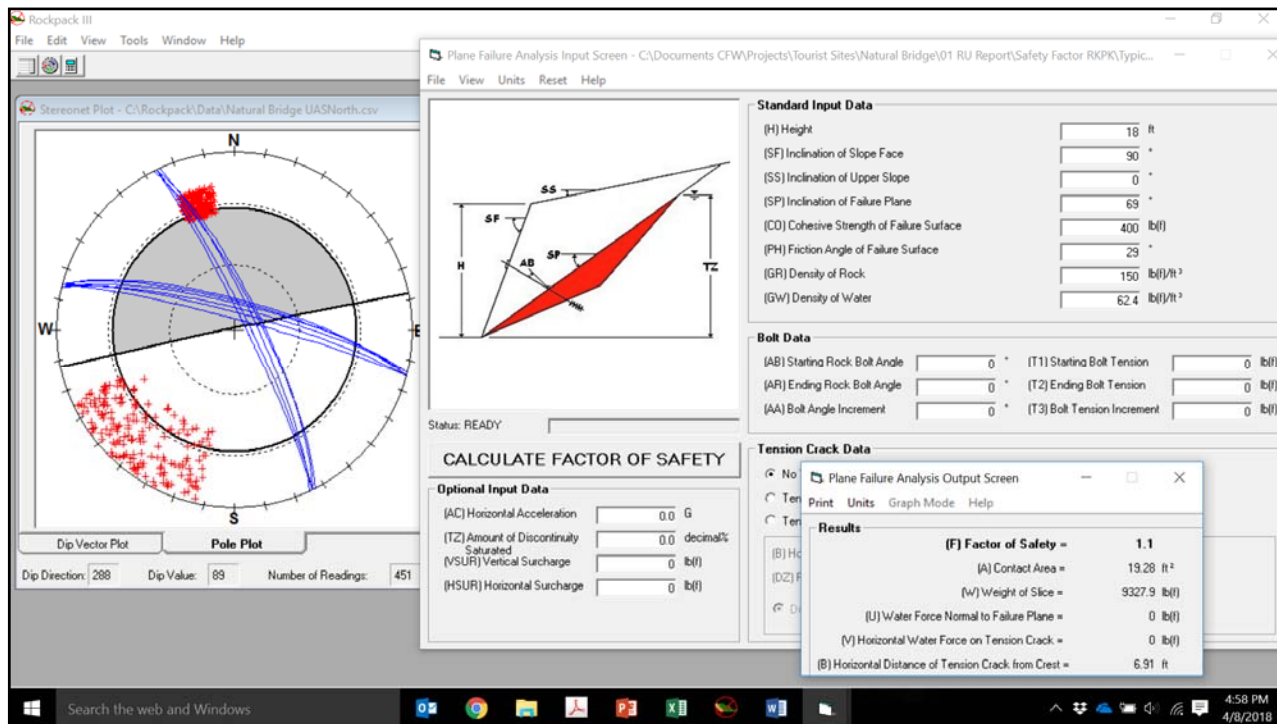 Rockpack III
File Edit View Tools Window Help
Stereonet Plot - C:\Rockpack\Data\Natural Bridge UASNorth.csv
N
W
E
S
Dip Vector Plot
Pole Plot
Dip Direction: 288 Dip Value: 89 Number of Readings: 451
Plane Failure Analysis Input Screen - C:\Documents CFW\Projects\Tourist Sites\Natural Bridge\01 RU Report\Safety Factor RKPK\Typic...
File View Units Reset Help
SS
SF
H
AB
SP
TZ
Status: READY
CALCULATE FACTOR OF SAFETY
Optional Input Data
(AC) Horizontal Acceleration 0.0 G
(TZ) Amount of Discontinuity 0.0 decimal%
Saturated
(VSUR) Vertical Surcharge 0 lb(f)
(HSUR) Horizontal Surcharge 0 lb(f)
Standard Input Data
(H) Height 18 ft
(SF) Inclination of Slope Face 90 °
(SS) Inclination of Upper Slope 0 °
(SP) Inclination of Failure Plane 69 °
(CO) Cohesive Strength of Failure Surface 400 lb(f)
(PH) Friction Angle of Failure Surface 29 °
(GR) Density of Rock 150 lb(f)/ft³
(GW) Density of Water 62.4 lb(f)/ft³
Bolt Data
(AB) Starting Rock Bolt Angle 0 ° (T1) Starting Bolt Tension 0 lb(f)
(AR) Ending Rock Bolt Angle 0 ° (T2) Ending Bolt Tension 0 lb(f)
(AA) Bolt Angle Increment 0 ° (T3) Bolt Tension Increment 0 lb(f)
Tension Crack Data
No
Ten
Ten
(B) Ho
(DZ)
Plane Failure Analysis Output Screen
Print Units Graph Mode Help
Results
(F) Factor of Safety = 1.1
(A) Contact Area = 19.28 ft²
(W) Weight of Slice = 9327.9 lb(f)
(U) Water Force Normal to Failure Plane = 0 lb(f)
(V) Horizontal Water Force on Tension Crack = 0 lb(f)
(B) Horizontal Distance of Tension Crack from Crest = 6.91 ft
Search the web and Windows
4:58 PM
4/8/2018